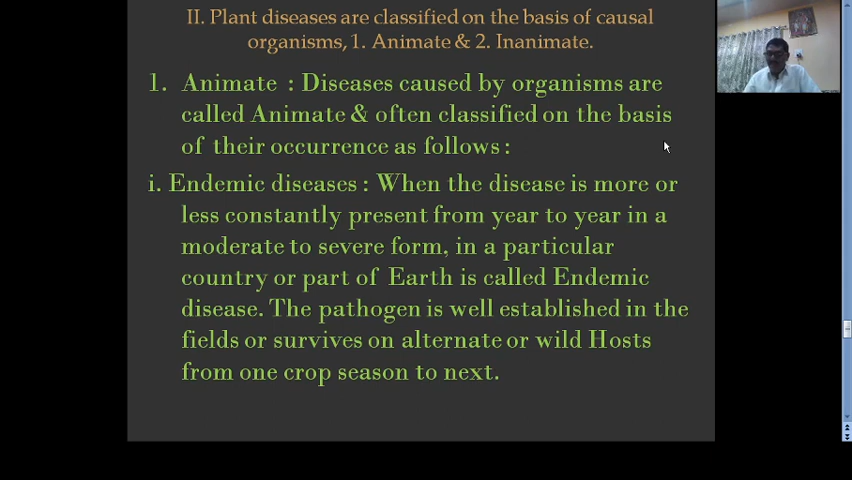 II. Plant diseases are classified on the basis of causal
organisms, 1. Animate & 2. Inanimate.
1. Animate : Diseases caused by organisms are
called Animate & often classified on the basis
of their occurrence as follows :
i. Endemic diseases : When the disease is more or
less constantly present from year to year in a
moderate to severe form, in a particular
country or part of Earth is called Endemic
disease. The pathogen is well established in the
fields or survives on alternate or wild Hosts
from one crop season to next.